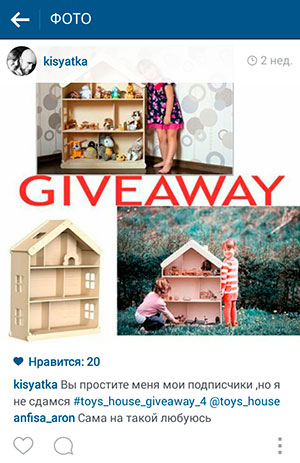 ФОТО
kisyatka
2 нед.
GIVEAWAY
Нравится: 20
kisyatka Вы простите меня мои подписчики ,но я
не сдамся #toys_house_giveaway_4 @toys_house
anfisa_aron Сама на такой любуюсь